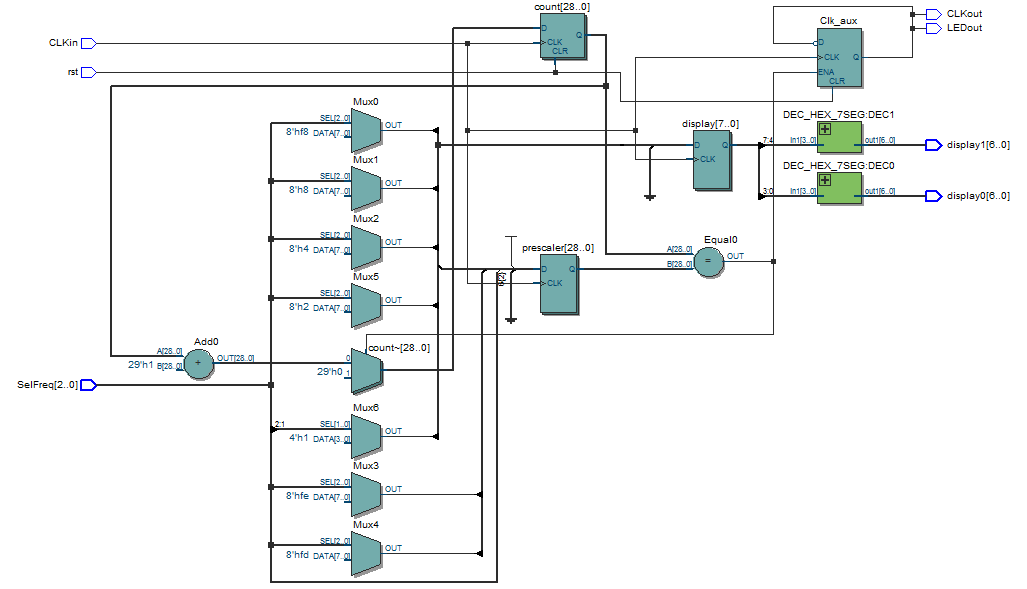 count[28..0]
D
Q
CLK
CLR
CLKin
rst
Clk_aux
D
CLK
Q
ENA
CLR
CLKout
LEDout
Mux0
SEL[2..0]
8'hf8 DATA[7..0]
OUT
Mux1
SEL[2..0]
8'h8 DATA[7..0]
OUT
Mux2
SEL[2..0]
8'h4 DATA[7..0]
OUT
Mux5
SEL[2..0]
8'h2 DATA[7..0]
OUT
display[7..0]
D
Q
CLK
DEC_HEX_7SEG:DEC1
7:4
in1[3..0]
out1[6..0]
display1[6..0]
DEC_HEX_7SEG:DEC0
3:0
in1[3..0]
out1[6..0]
display0[6..0]
prescaler[28..0]
D
Q
CLK
Equal0
A[28..0]
B[28..0]
=
OUT
Add0
A[28..0]
29'h1 B[28..0]
+
OUT[28..0]
count~[28..0]
0
29'h0 1
SelFreq[2..0]
Mux6
2:1
SEL[1..0]
4'h1 DATA[3..0]
OUT
Mux3
SEL[2..0]
8'hfe DATA[7..0]
OUT
Mux4
SEL[2..0]
8'hfd DATA[7..0]
OUT